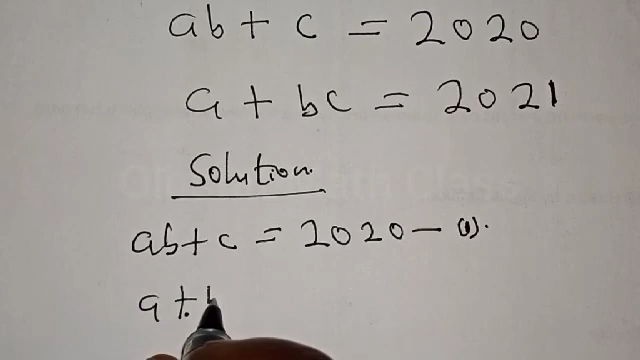 ab + c = 2020
a + bc = 2021
Solution
ab + c = 2020 — (1).
a +